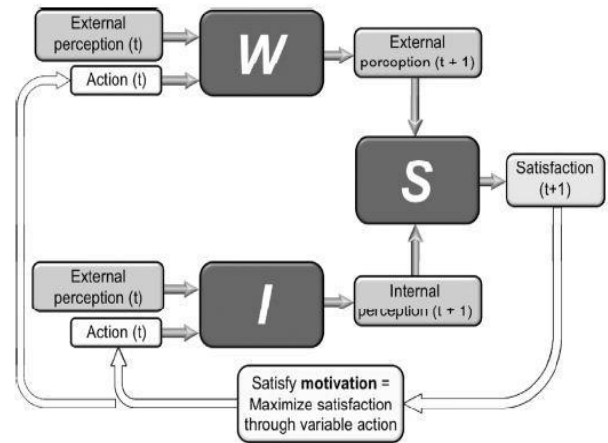 External
perception (t)
Action (t)
W
External
porcoption (t + 1)
S
Satisfaction
(t+1)
External
perception (t)
Action (t)
I
Internal
perception (t + 1)
Satisfy motivation =
Maximize satisfaction
through variable action